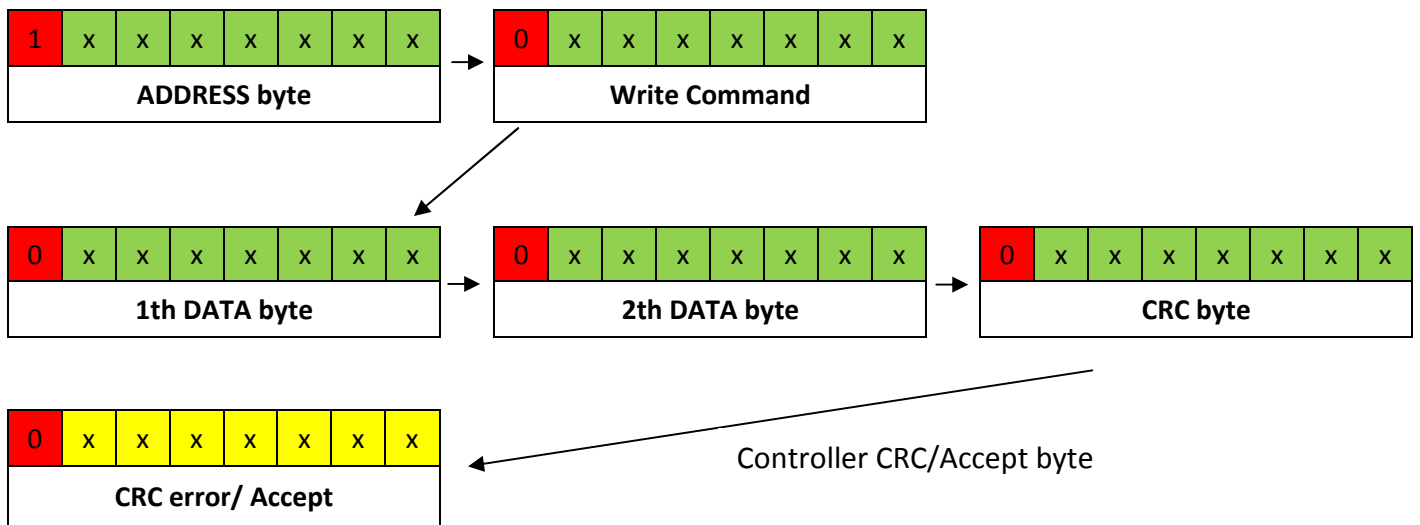 1 x x x x x x x 0 x x x x x x x
ADDRESS byte Write Command
0 x x x x x x x 0 x x x x x x x 0 x x x x x x x
1th DATA byte 2th DATA byte CRC byte
0 x x x x x x x
Controller CRC/Accept byte
CRC error/ Accept